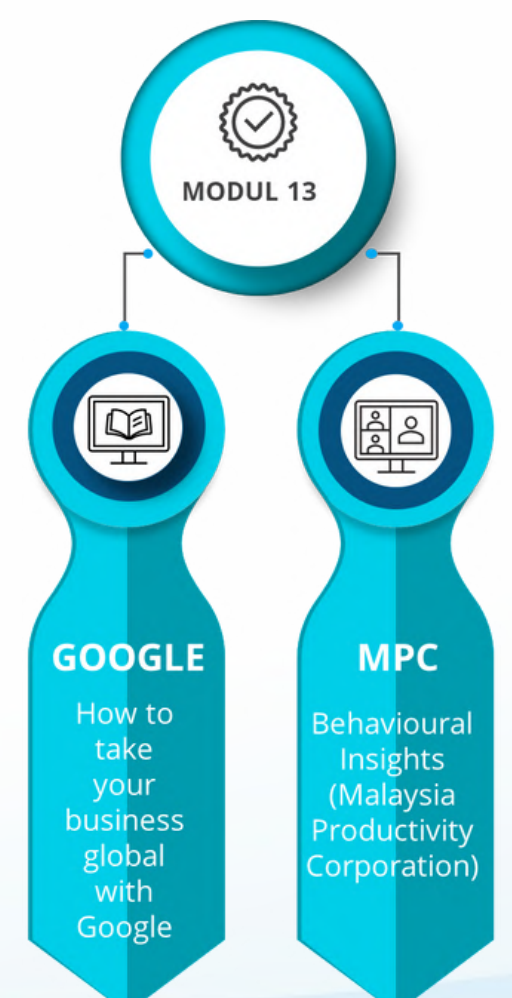 MODUL 13
GOOGLE
How to
take
your
business
global
with
Google
MPC
Behavioural
Insights
(Malaysia
Productivity
Corporation)